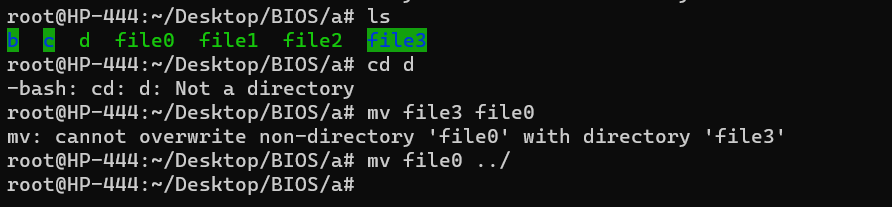 root@HP-444:~/Desktop/BIOS/a# ls
b  c  d  file0  file1  file2  file3
root@HP-444:~/Desktop/BIOS/a# cd d
-bash: cd: d: Not a directory
root@HP-444:~/Desktop/BIOS/a# mv file3 file0
mv: cannot overwrite non-directory 'file0' with directory 'file3'
root@HP-444:~/Desktop/BIOS/a# mv file0 ../
root@HP-444:~/Desktop/BIOS/a#